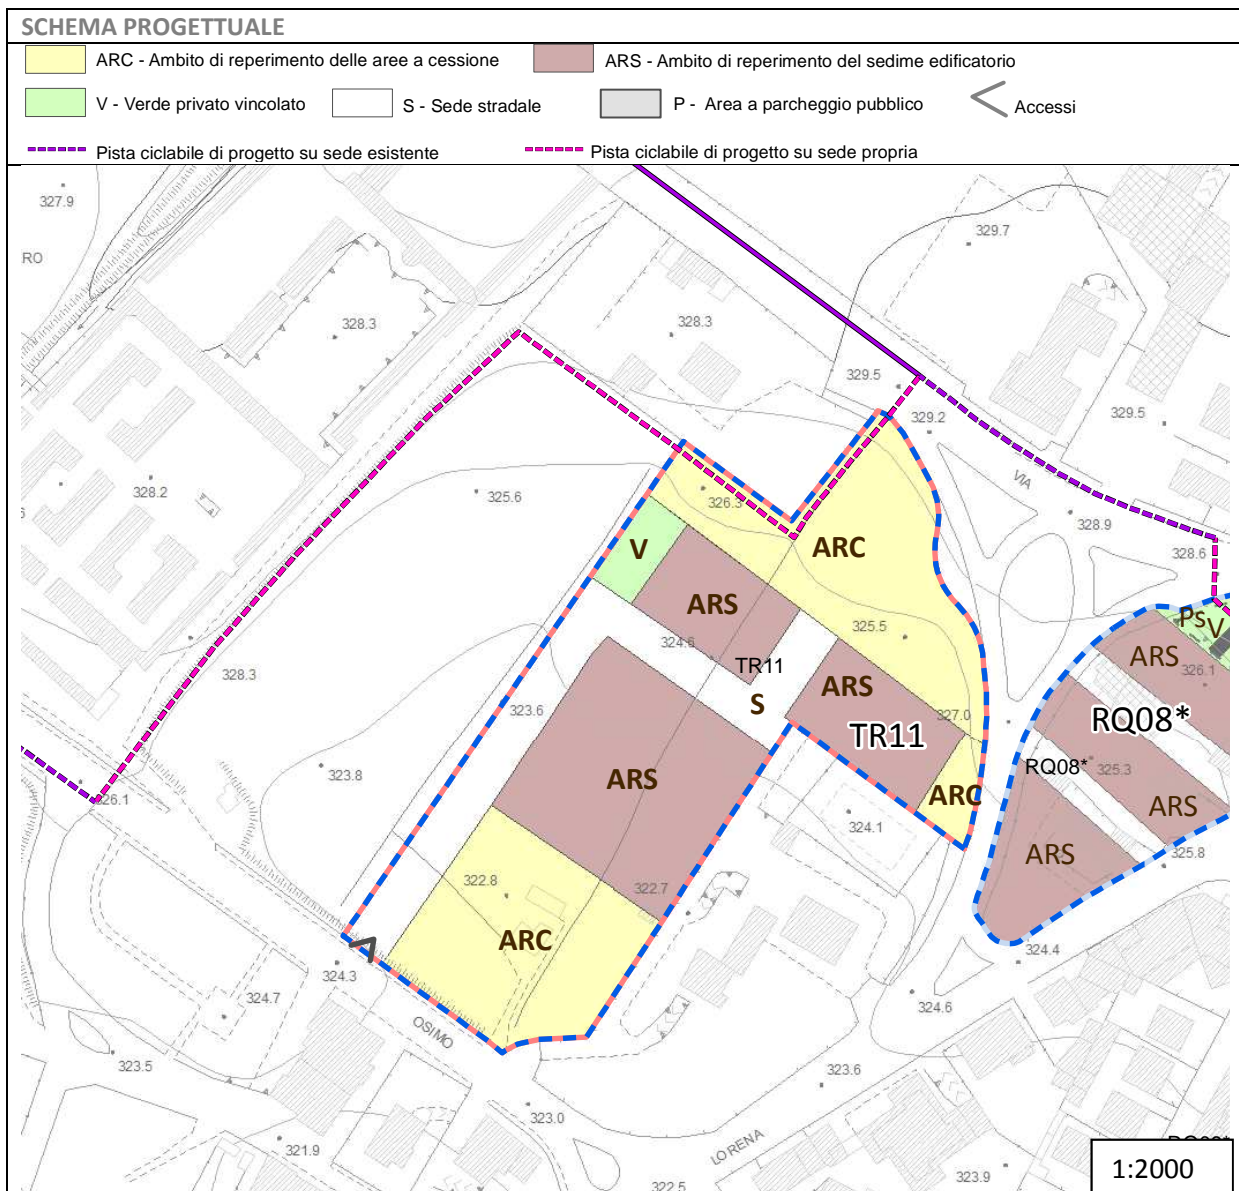 SCHEMA PROGETTUALE
ARC - Ambito di reperimento delle aree a cessione
ARS - Ambito di reperimento del sedime edificatorio
V - Verde privato vincolato
S - Sede stradale
P - Area a parcheggio pubblico
Accessi
Pista ciclabile di progetto su sede esistente
Pista ciclabile di progetto su sede propria
327.9
329.7
RO
328.3
328.3
329.5
329.2
329.5
VIA
328.2
325.6
326.3
328.9
ARC
V
328.6
ARS
Ps
V
325.5
324.6
ARS
TR11
326.1
328.3
ARS
S
323.6
327.0
RQ08*
TR11
323.8
ARS
RQ08*
325.3
326.1
ARC
324.1
ARS
ARS
325.8
322.8
322.7
ARC
324.4
324.3
324.7
324.6
OSIMO
323.5
323.6
323.0
321.9
LORENA
323.9
322.5
1:2000